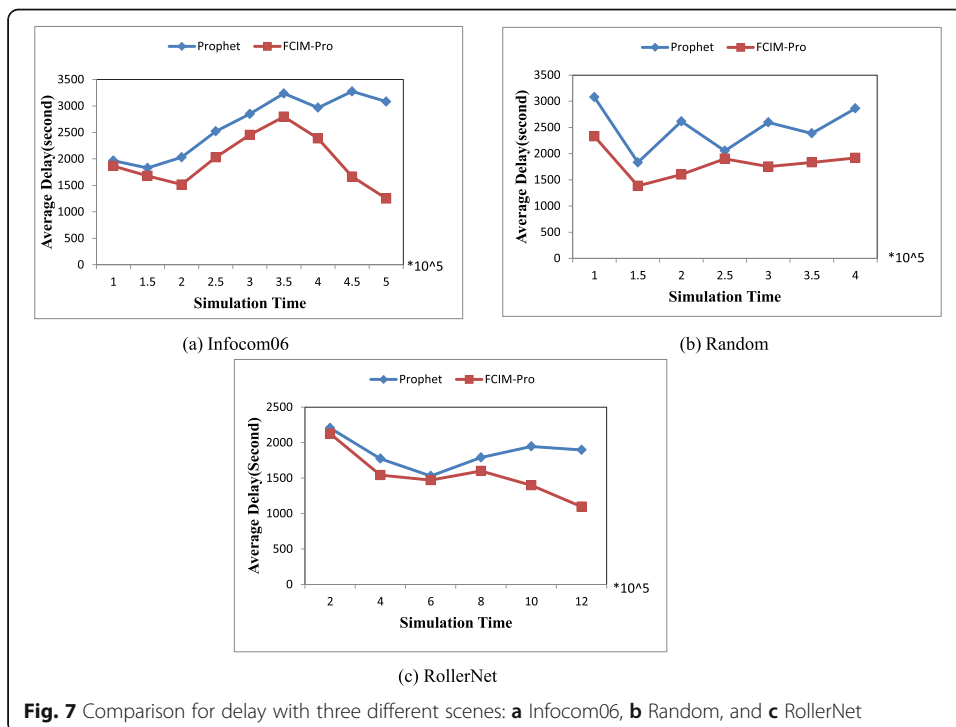 Prophet FCIM-Pro
3500
3000
2500
2000
1500
1000
500
0
Average Delay(second)
1 1.5 2 2.5 3 3.5 4 4.5 5
*10^5
Simulation Time
(a) Infocom06
Prophet FCIM-Pro
3500
3000
2500
2000
1500
1000
500
0
Average Delay(second)
1 1.5 2 2.5 3 3.5 4
*10^5
Simulation Time
(b) Random
Prophet FCIM-Pro
2500
2000
1500
1000
500
0
Average Delay(Second)
2 4 6 8 10 12
*10^5
Simulation Time
(c) RollerNet
Fig. 7 Comparison for delay with three different scenes: a Infocom06, b Random, and c RollerNet